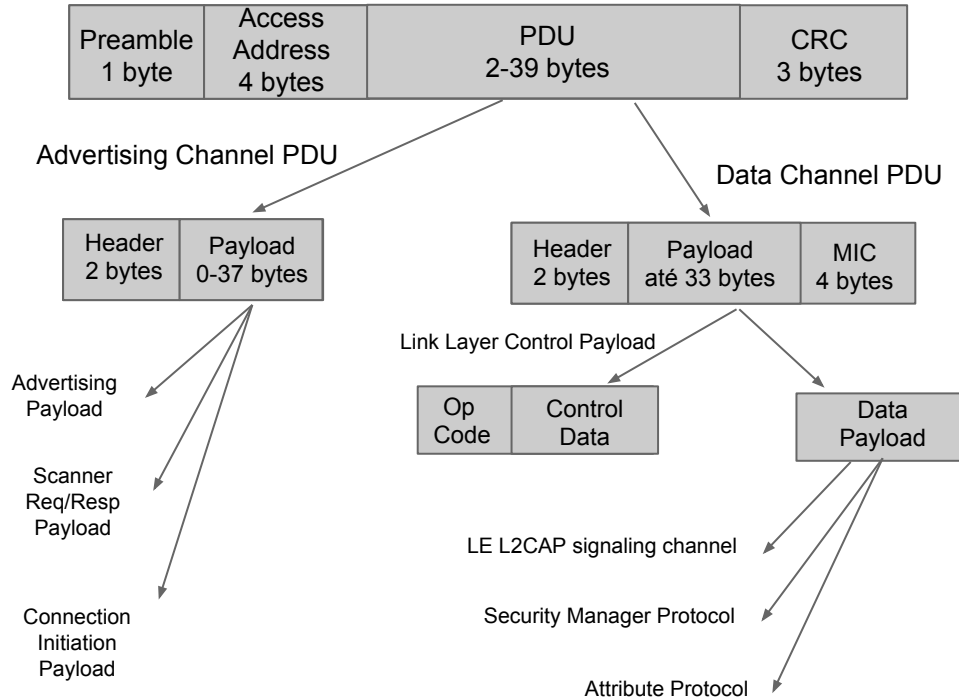 Preamble
1 byte
Access
Address
4 bytes
PDU
2-39 bytes
CRC
3 bytes
Advertising Channel PDU
Data Channel PDU
Header
2 bytes
Payload
0-37 bytes
Header
2 bytes
Payload
até 33 bytes
MIC
4 bytes
Link Layer Control Payload
Advertising
Payload
Op
Code
Control
Data
Data
Payload
Scanner
Req/Resp
Payload
LE L2CAP signaling channel
Connection
Initiation
Payload
Security Manager Protocol
Attribute Protocol